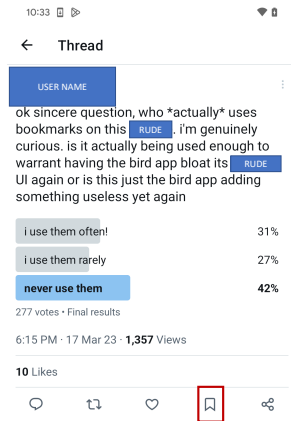 10:33
Thread
USER NAME
ok sincere question, who *actually* uses
bookmarks on this RUDE . i'm genuinely
curious. is it actually being used enough to
warrant having the bird app bloat its RUDE
UI again or is this just the bird app adding
something useless yet again
i use them often! 31%
i use them rarely 27%
never use them 42%
277 votes • Final results
6:15 PM · 17 Mar 23 · 1,357 Views
10 Likes